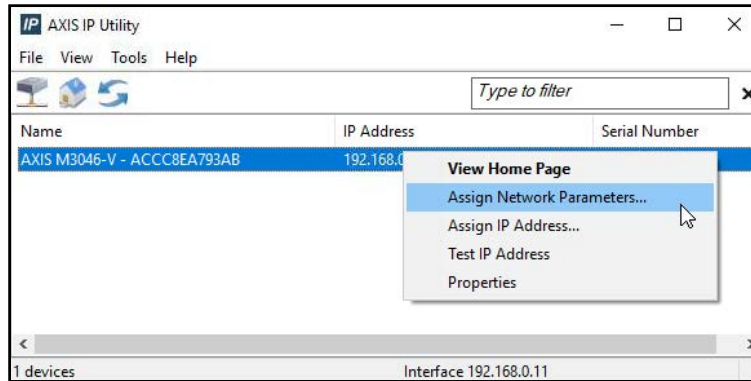 IP AXIS IP Utility
File View Tools Help
Type to filter
Name IP Address Serial Number
AXIS M3046-V - ACCC8EA793AB 192.168.0
View Home Page
Assign Network Parameters...
Assign IP Address...
Test IP Address
Properties
1 devices Interface 192.168.0.11